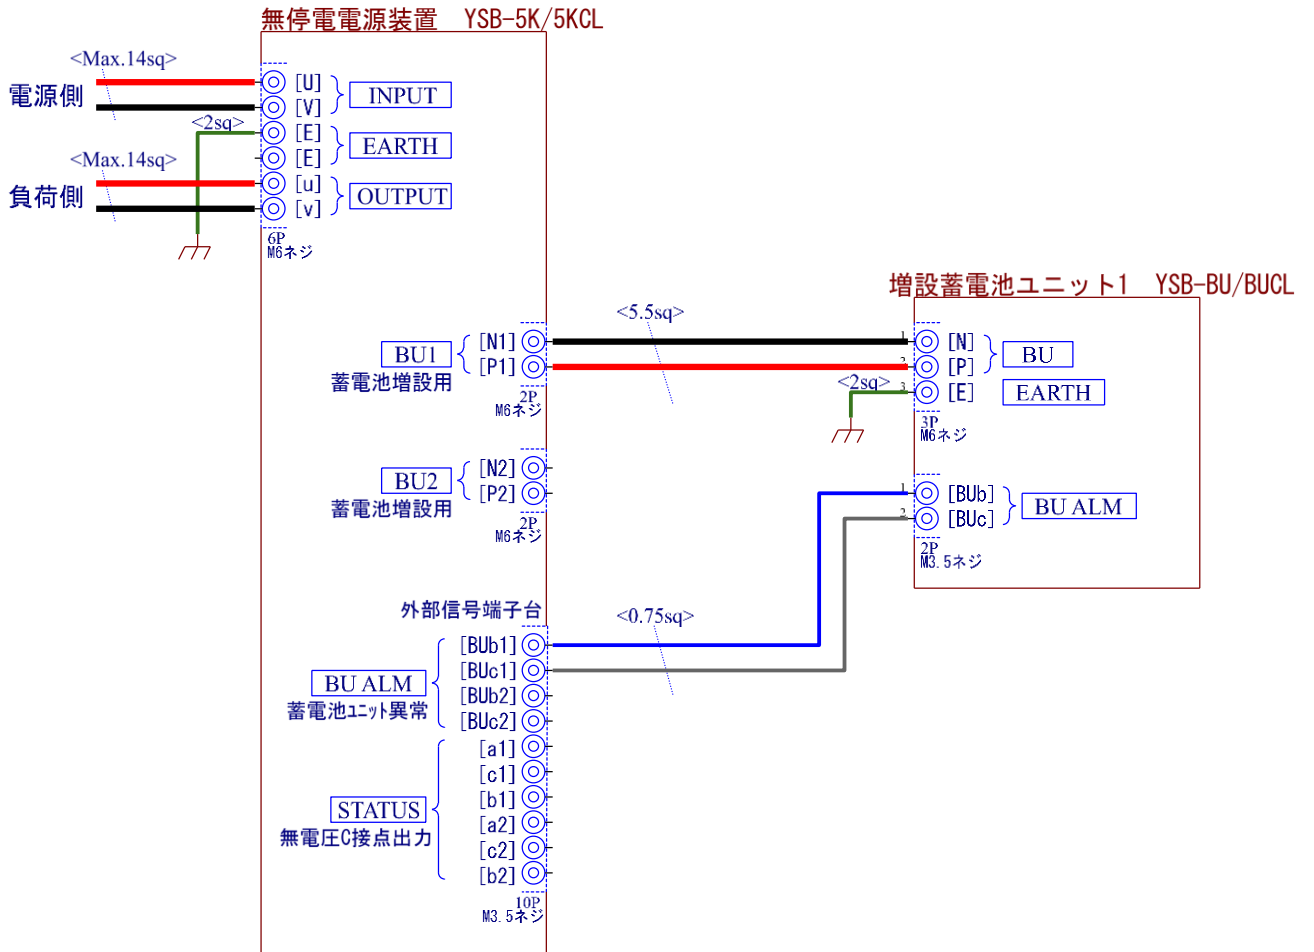 無停電電源装置　YSB-5K/5KCL
<Max.14sq>
電源側
[U]
[V]
INPUT
<2sq>
[E]
[E]
EARTH
<Max.14sq>
負荷側
[u]
[v]
OUTPUT
6P
M6ネジ
増設蓄電池ユニット1　YSB-BU/BUCL
<5.5sq>
BU1
蓄電池増設用
[N1]
[P1]
2P
M6ネジ
1
2
3
[N]
[P]
[E]
BU
EARTH
<2sq>
3P
M6ネジ
BU2
蓄電池増設用
[N2]
[P2]
2P
M6ネジ
1
2
[BUb]
[BUc]
BU ALM
2P
M3.5ネジ
外部信号端子台
<0.75sq>
[BUb1]
[BUc1]
[BUb2]
[BUc2]
BU ALM
蓄電池ユニット異常
[a1]
[c1]
[b1]
[a2]
[c2]
[b2]
STATUS
無電圧C接点出力
10P
M3.5ネジ